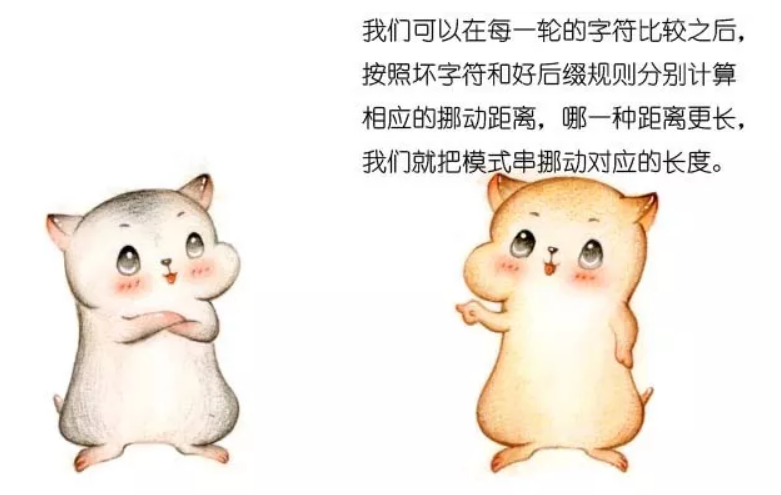 我们可以在每一轮的字符比较之后，
按照坏字符和好后缀规则分别计算
相应的挪动距离，哪一种距离更长，
我们就把模式串挪动对应的长度。